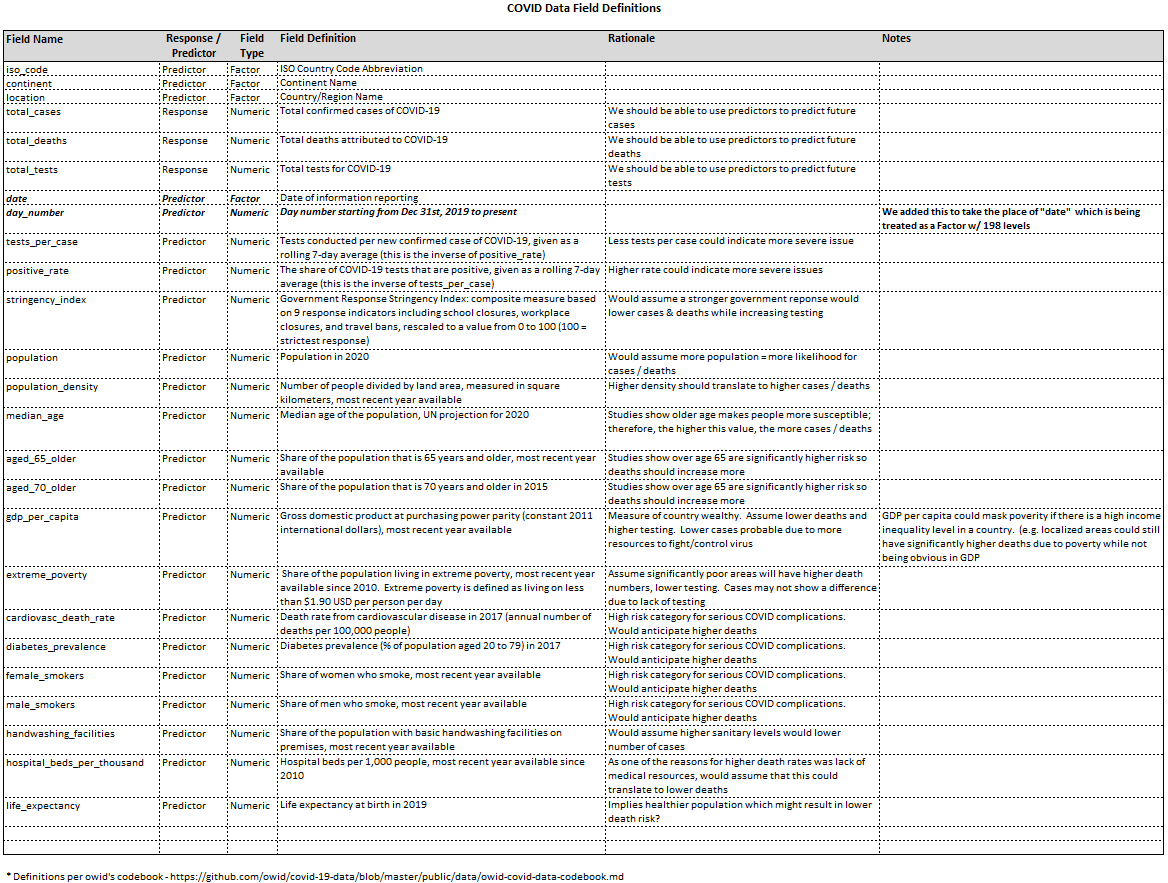 COVID Data Field Definitions
Field Name Response / Predictor Field Type Field Definition Rationale Notes
iso_code Predictor Factor ISO Country Code Abbreviation
continent Predictor Factor Continent Name
location Predictor Factor Country/Region Name
total_cases Response Numeric Total confirmed cases of COVID-19 We should be able to use predictors to predict future
cases
total_deaths Response Numeric Total deaths attributed to COVID-19 We should be able to use predictors to predict future
deaths
total_tests Response Numeric Total tests for COVID-19 We should be able to use predictors to predict future
tests
date Predictor Factor Date of information reporting
day_number Predictor Numeric Day number starting from Dec 31st, 2019 to present We added this to take the place of "date" which is being
treated as a Factor w/ 198 levels
tests_per_case Predictor Numeric Tests conducted per new confirmed case of COVID-19, given as a Less tests per case could indicate more severe issue
rolling 7-day average (this is the inverse of positive_rate)
positive_rate Predictor Numeric The share of COVID-19 tests that are positive, given as a rolling 7-day Higher rate could indicate more severe issues
average (this is the inverse of tests_per_case)
stringency_index Predictor Numeric Government Response Stringency Index: composite measure based Would assume a stronger government reponse would
on 9 response indicators including school closures, workplace lower cases & deaths while increasing testing
closures, and travel bans, rescaled to a value from 0 to 100 (100 =
strictest response)
population Predictor Numeric Population in 2020 Would assume more population = more likelihood for
cases / deaths
population_density Predictor Numeric Number of people divided by land area, measured in square Higher density should translate to higher cases / deaths
kilometers, most recent year available
median_age Predictor Numeric Median age of the population, UN projection for 2020 Studies show older age makes people more susceptible;
therefore, the higher this value, the more cases / deaths
aged_65_older Predictor Numeric Share of the population that is 65 years and older, most recent year Studies show over age 65 are significantly higher risk so
available deaths should increase more
aged_70_older Predictor Numeric Share of the population that is 70 years and older in 2015 Studies show over age 65 are significantly higher risk so
deaths should increase more
gdp_per_capita Predictor Numeric Gross domestic product at purchasing power parity (constant 2011 Measure of country wealthy. Assume lower deaths and GDP per capita could mask poverity if there is a high income
international dollars), most recent year available higher testing. Lower cases probable due to more inequality level in a country. (e.g. localized areas could still
resources to fight/control virus have significantly higher deaths due to poverty while not
being obvious in GDP
extreme_poverty Predictor Numeric Share of the population living in extreme poverty, most recent year Assume significantly poor areas will have higher death
available since 2010. Extreme poverty is defined as living on less numbers, lower testing. Cases may not show a difference
than $1.90 USD per person per day due to lack of testing
cardiovasc_death_rate Predictor Numeric Death rate from cardiovascular disease in 2017 (annual number of High risk category for serious COVID complications.
deaths per 100,000 people) Would anticipate higher deaths
diabetes_prevalence Predictor Numeric Diabetes prevalence (% of population aged 20 to 79) in 2017 High risk category for serious COVID complications.
Would anticipate higher deaths
female_smokers Predictor Numeric Share of women who smoke, most recent year available High risk category for serious COVID complications.
Would anticipate higher deaths
male_smokers Predictor Numeric Share of men who smoke, most recent year available High risk category for serious COVID complications.
Would anticipate higher deaths
handwashing_facilities Predictor Numeric Share of the population with basic handwashing facilities on Would assume higher sanitary levels would lower
premises, most recent year available number of cases
hospital_beds_per_thousand Predictor Numeric Hospital beds per 1,000 people, most recent year available since As one of the reasons for higher death rates was lack of
2010 medical resources, would assume that this could
translate to lower deaths
life_expectancy Predictor Numeric Life expectancy at birth in 2019 Implies healthier population which might result in lower
death risk?
* Definitions per owid's codebook - https://github.com/owid/covid-19-data/blob/master/public/data/owid-covid-data-codebook.md